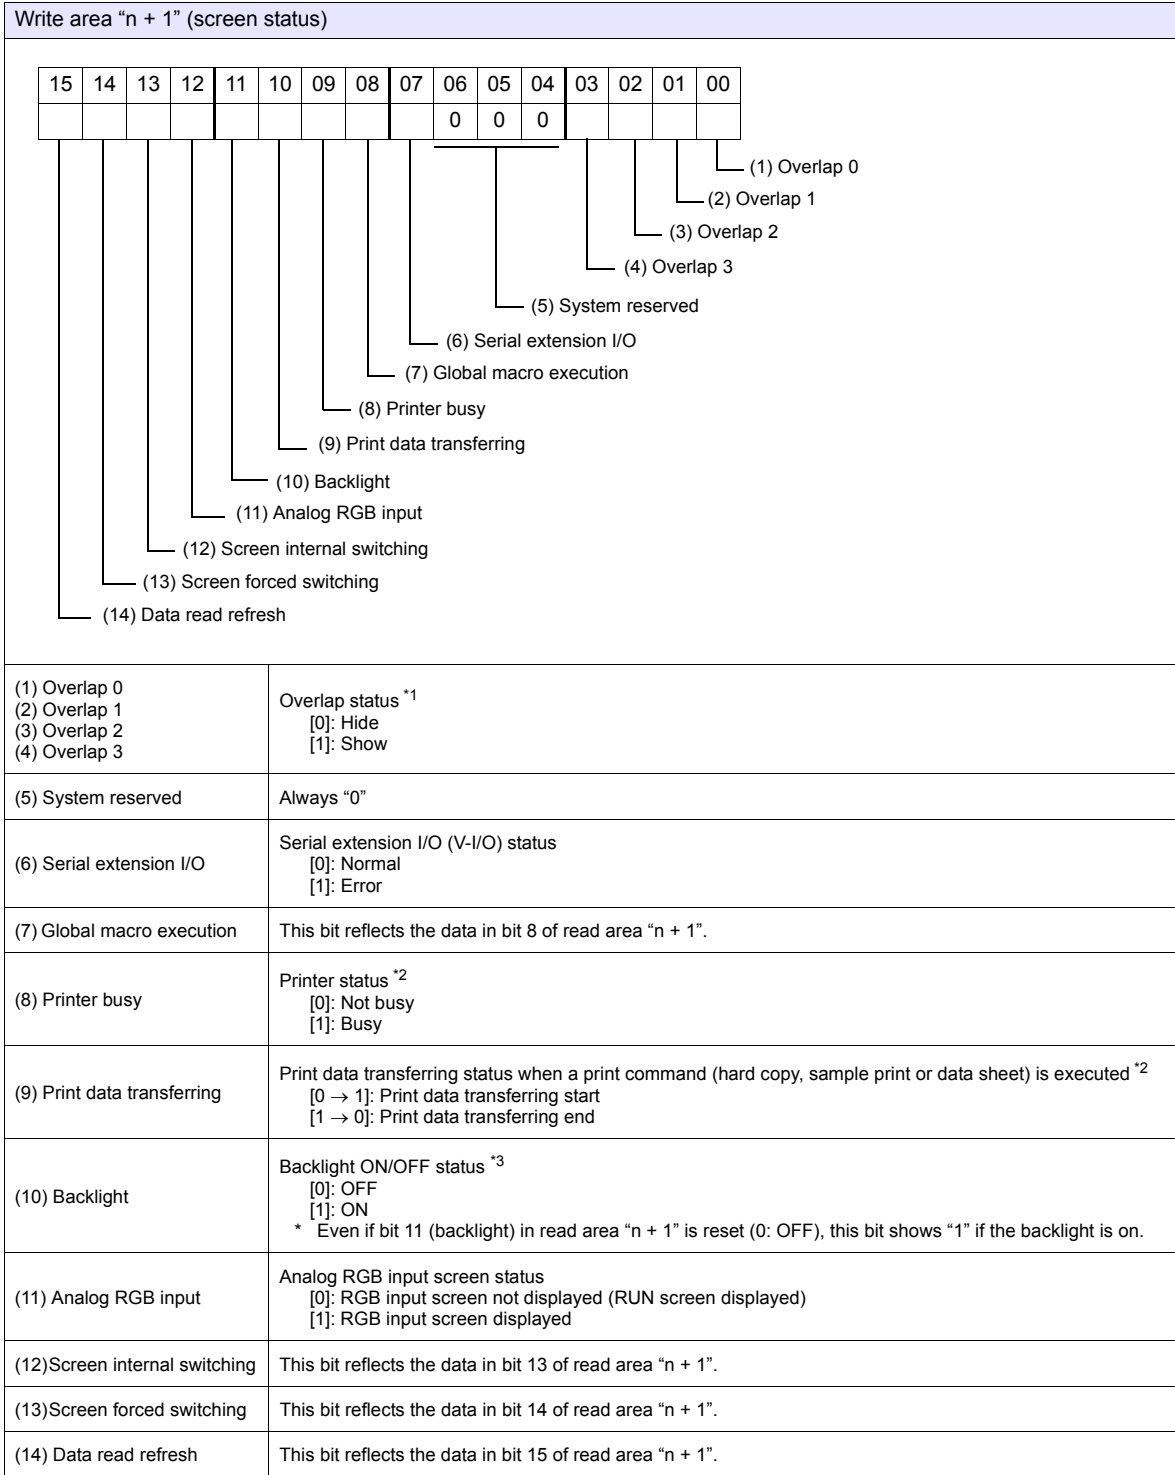 Write area “n + 1” (screen status)
15 14 13 12 11 10 09 08 07 06 05 04 03 02 01 00
0 0 0
(1) Overlap 0
(2) Overlap 1
(3) Overlap 2
(4) Overlap 3
(5) System reserved
(6) Serial extension I/O
(7) Global macro execution
(8) Printer busy
(9) Print data transferring
(10) Backlight
(11) Analog RGB input
(12) Screen internal switching
(13) Screen forced switching
(14) Data read refresh
(1) Overlap 0
(2) Overlap 1
(3) Overlap 2
(4) Overlap 3
Overlap status *1
[0]: Hide
[1]: Show
(5) System reserved
Always “0”
(6) Serial extension I/O
Serial extension I/O (V-I/O) status
[0]: Normal
[1]: Error
(7) Global macro execution
This bit reflects the data in bit 8 of read area “n + 1”.
(8) Printer busy
Printer status *2
[0]: Not busy
[1]: Busy
(9) Print data transferring
Print data transferring status when a print command (hard copy, sample print or data sheet) is executed *2
[0 → 1]: Print data transferring start
[1 → 0]: Print data transferring end
(10) Backlight
Backlight ON/OFF status *3
[0]: OFF
[1]: ON
* Even if bit 11 (backlight) in read area “n + 1” is reset (0: OFF), this bit shows “1” if the backlight is on.
(11) Analog RGB input
Analog RGB input screen status
[0]: RGB input screen not displayed (RUN screen displayed)
[1]: RGB input screen displayed
(12)Screen internal switching
This bit reflects the data in bit 13 of read area “n + 1”.
(13)Screen forced switching
This bit reflects the data in bit 14 of read area “n + 1”.
(14) Data read refresh
This bit reflects the data in bit 15 of read area “n + 1”.